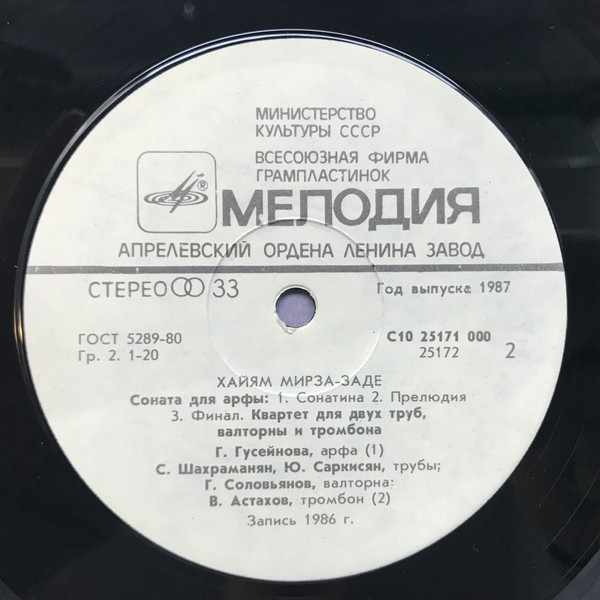 МИНИСТЕРСТВО
КУЛЬТУРЫ СССР
ВСЕСОЮЗНАЯ ФИРМА
ГРАМПЛАСТИНОК
®
МЕЛОДИЯ
АПРЕЛЕВСКИЙ ОРДЕНА ЛЕНИНА ЗАВОД
СТЕРЕО 33
Год выпуска 1987
ГОСТ 5289-80
Гр. 2. 1-20
С10 25171 000
25172 2
ХАЙЯМ МИРЗА-ЗАДЕ
Соната для арфы: 1. Сонатина 2. Прелюдия
3. Финал. Квартет для двух труб,
валторны и тромбона
Г. Гусейнова, арфа (1)
С. Шахраманян, Ю. Саркисян, трубы;
Г. Соловьянов, валторна:
В. Астахов, тромбон (2)
Запись 1986 г.